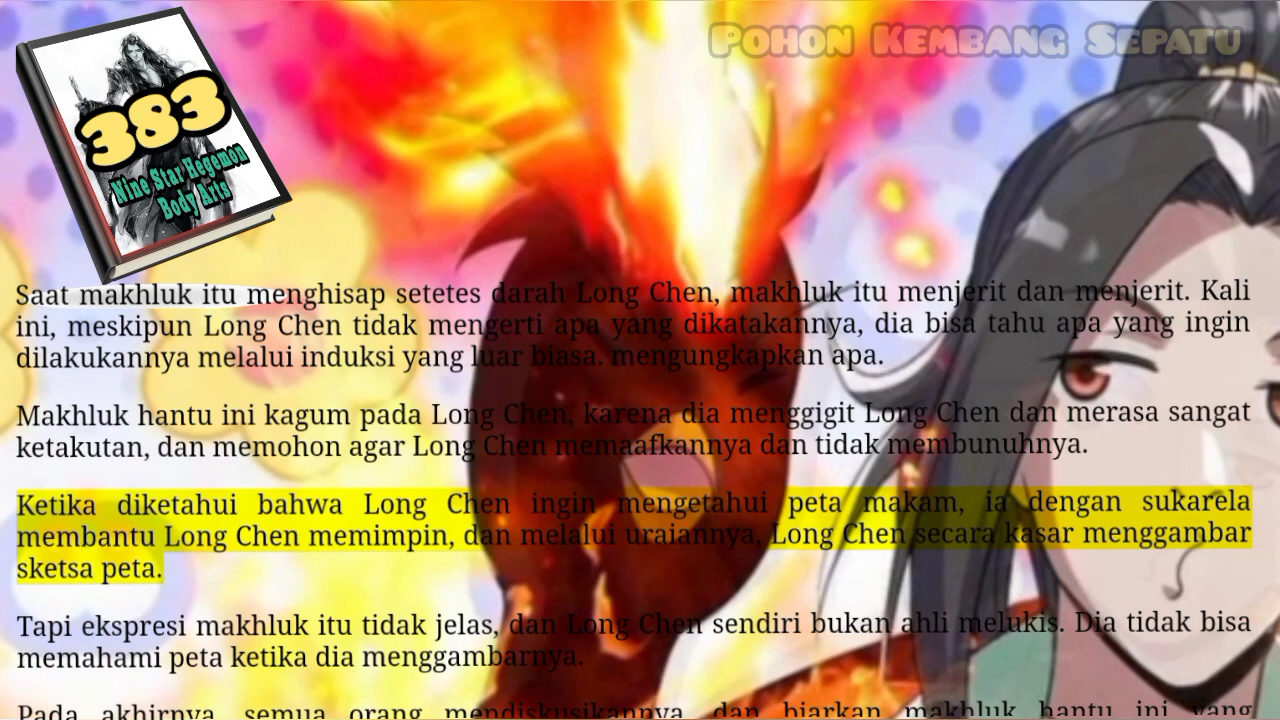 Pohon Kembang Sepatu
383
Nine Star Hegemon
Body Arts
Saat makhluk itu menghisap setetes darah Long Chen, makhluk itu menjerit dan menjerit. Kali
ini, meskipun Long Chen tidak mengerti apa yang dikatakannya, dia bisa tahu apa yang ingin
dilakukannya melalui induksi yang luar biasa. mengungkapkan apa.
Makhluk hantu ini kagum pada Long Chen, karena dia menggigit Long Chen dan merasa sangat
ketakutan, dan memohon agar Long Chen memaafkannya dan tidak membunuhnya.
Ketika diketahui bahwa Long Chen ingin mengetahui peta makam, ia dengan sukarela
membantu Long Chen memimpin, dan melalui uraiannya, Long Chen secara kasar menggambar
sketsa peta.
Tapi ekspresi makhluk itu tidak jelas, dan Long Chen sendiri bukan ahli melukis. Dia tidak bisa
memahami peta ketika dia menggambarnya.
Pada akhirnya, semua orang mendiskusikannya, dan biarkan makhluk hantu ini yang